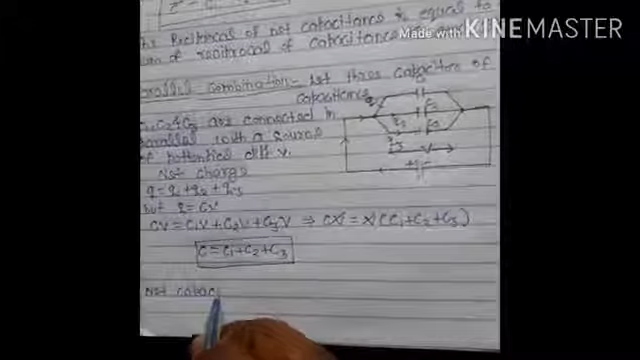 Made with KINEMASTER
The Reciprocal of net capacitance is equal to
sum of reciprocal of capacitance
Parallel Combination - Let three capacitors of
capacitance
C₁, C₂ & C₃ are connected in
parallel with a source
of potential diff V.
Net charge
q = q₁ + q₂ + q₃
but q = CV
CV = C₁V + C₂V + C₃V ⇒ CV = V(C₁ + C₂ + C₃)
C = C₁ + C₂ + C₃
Net capac